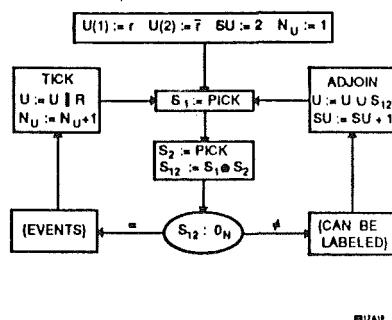 U(1) := r U(2) := r̅ SU := 2 N_U := 1
TICK
U := U ‖ R
N_U := N_U+1
S_1 := PICK
ADJOIN
U := U ∪ S_12
SU := SU + 1
S_2 := PICK
S_12 := S_1 ⊕ S_2
{EVENTS}
=
S_12 : 0_N
≠
{CAN BE
LABELED}